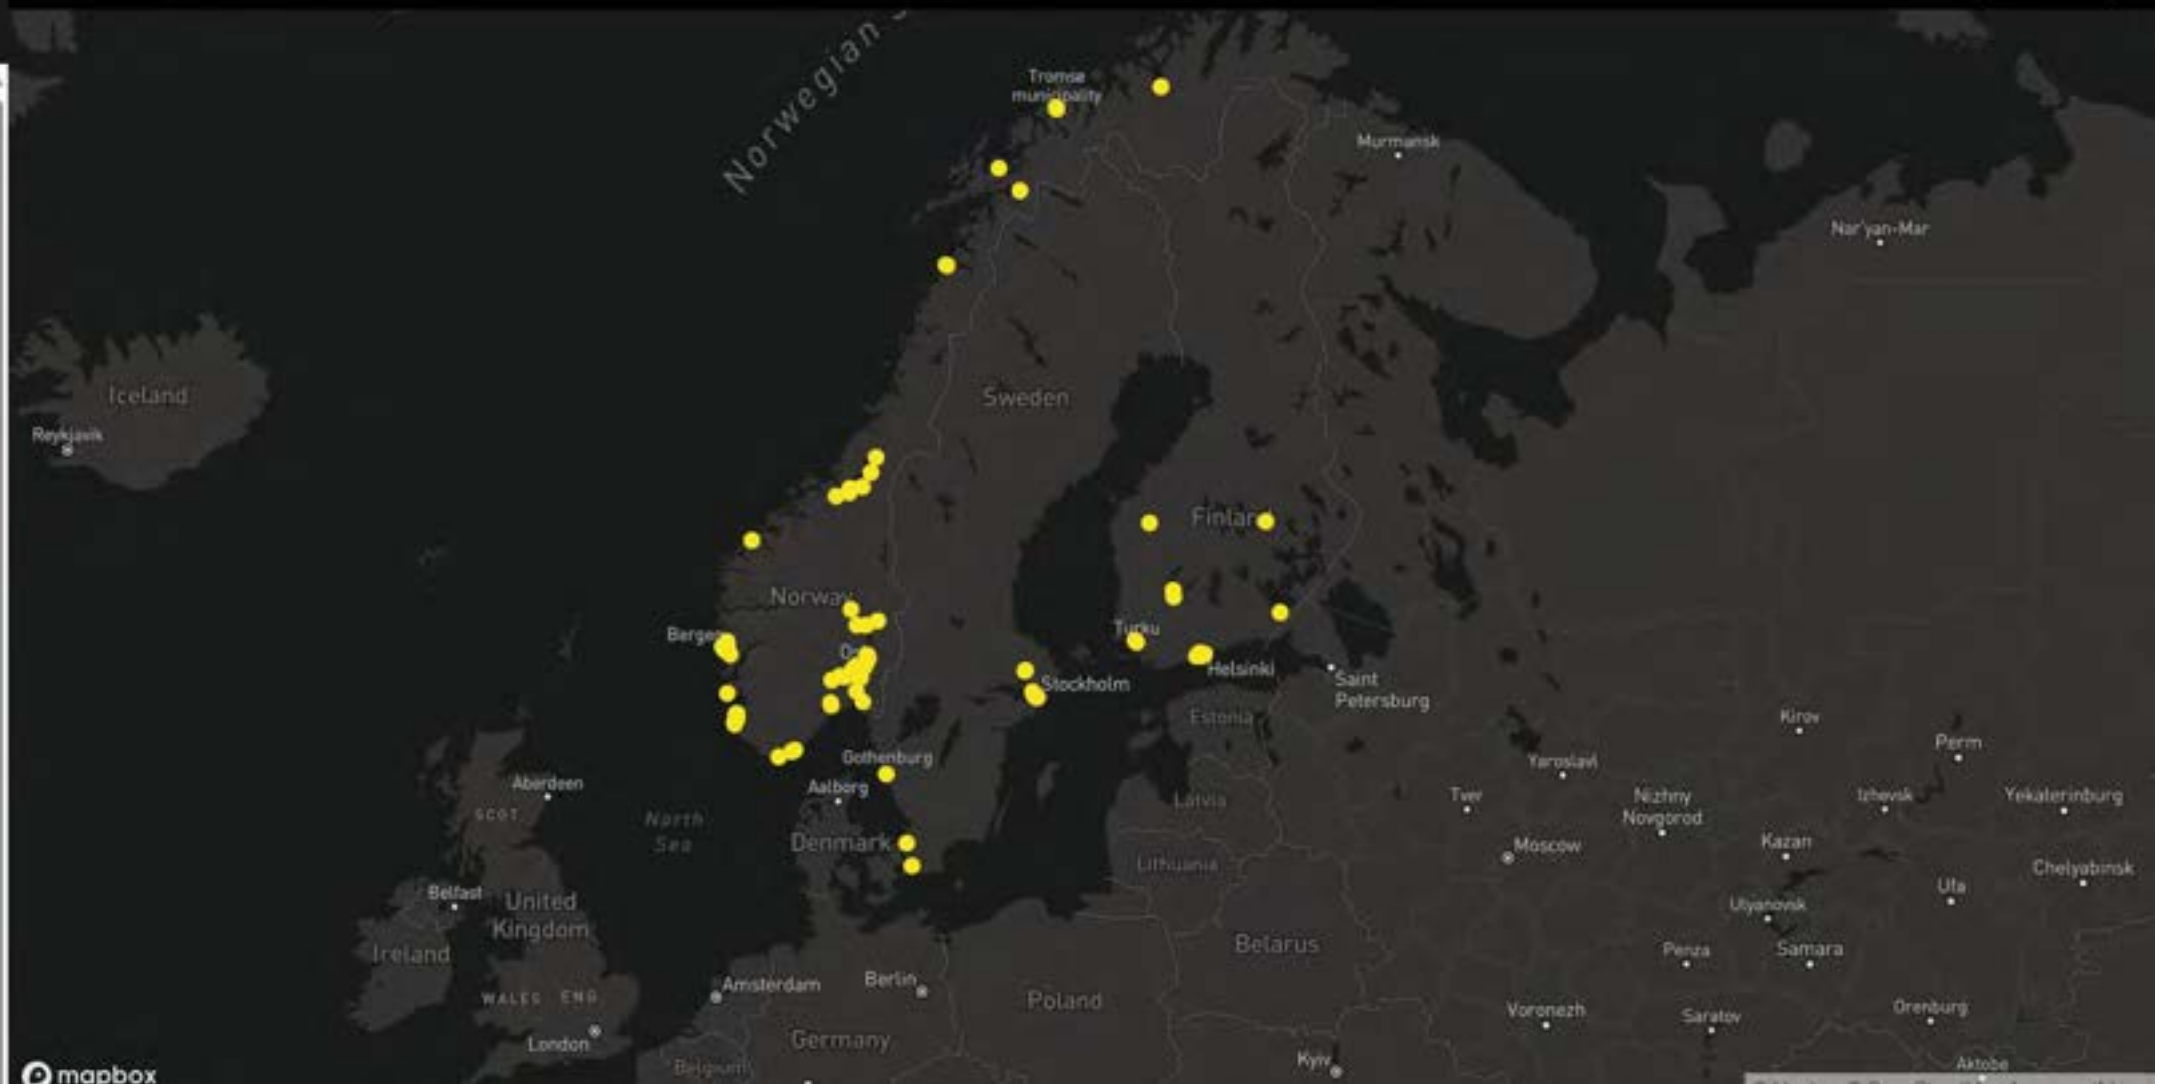 Norwegian
Tromsø
municipality
Murmansk
Nar'yan-Mar
Iceland
Reykjavík
Sweden
Finland
Norway
Bergen
Turku
Helsinki
Stockholm
Saint
Petersburg
Estonia
Kirov
Perm
Gothenburg
Yaroslavl
Aberdeen
Aalborg
Tver
Nizhny
Novgorod
Izhevsk
Yekaterinburg
Latvia
SCOT
North
Sea
Denmark
Moscow
Kazan
Lithuania
Chelyabinsk
Ufa
Belfast
United
Kingdom
Ulyanovsk
Belarus
Ireland
Penza
Samara
Amsterdam
Berlin
WALES ENG
Poland
Voronezh
Saratov
Orenburg
London
Germany
Belgium
Kyiv
Aktobe
mapbox